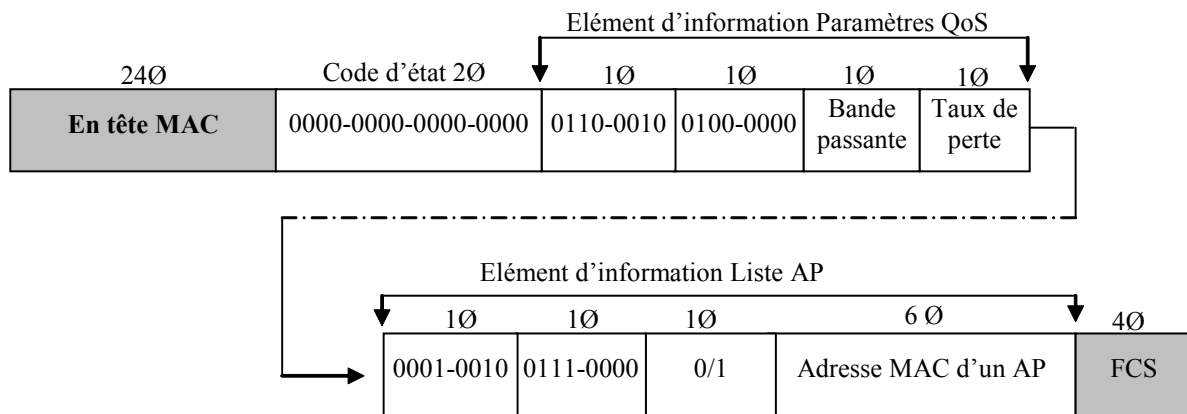 Elément d’information Paramètres QoS
24Ø
Code d’état 2Ø
1Ø
1Ø
1Ø
1Ø
En tête MAC
0000-0000-0000-0000
0110-0010
0100-0000
Bande
passante
Taux de
perte
Elément d’information Liste AP
1Ø
1Ø
1Ø
6 Ø
4Ø
0001-0010
0111-0000
0/1
Adresse MAC d’un AP
FCS